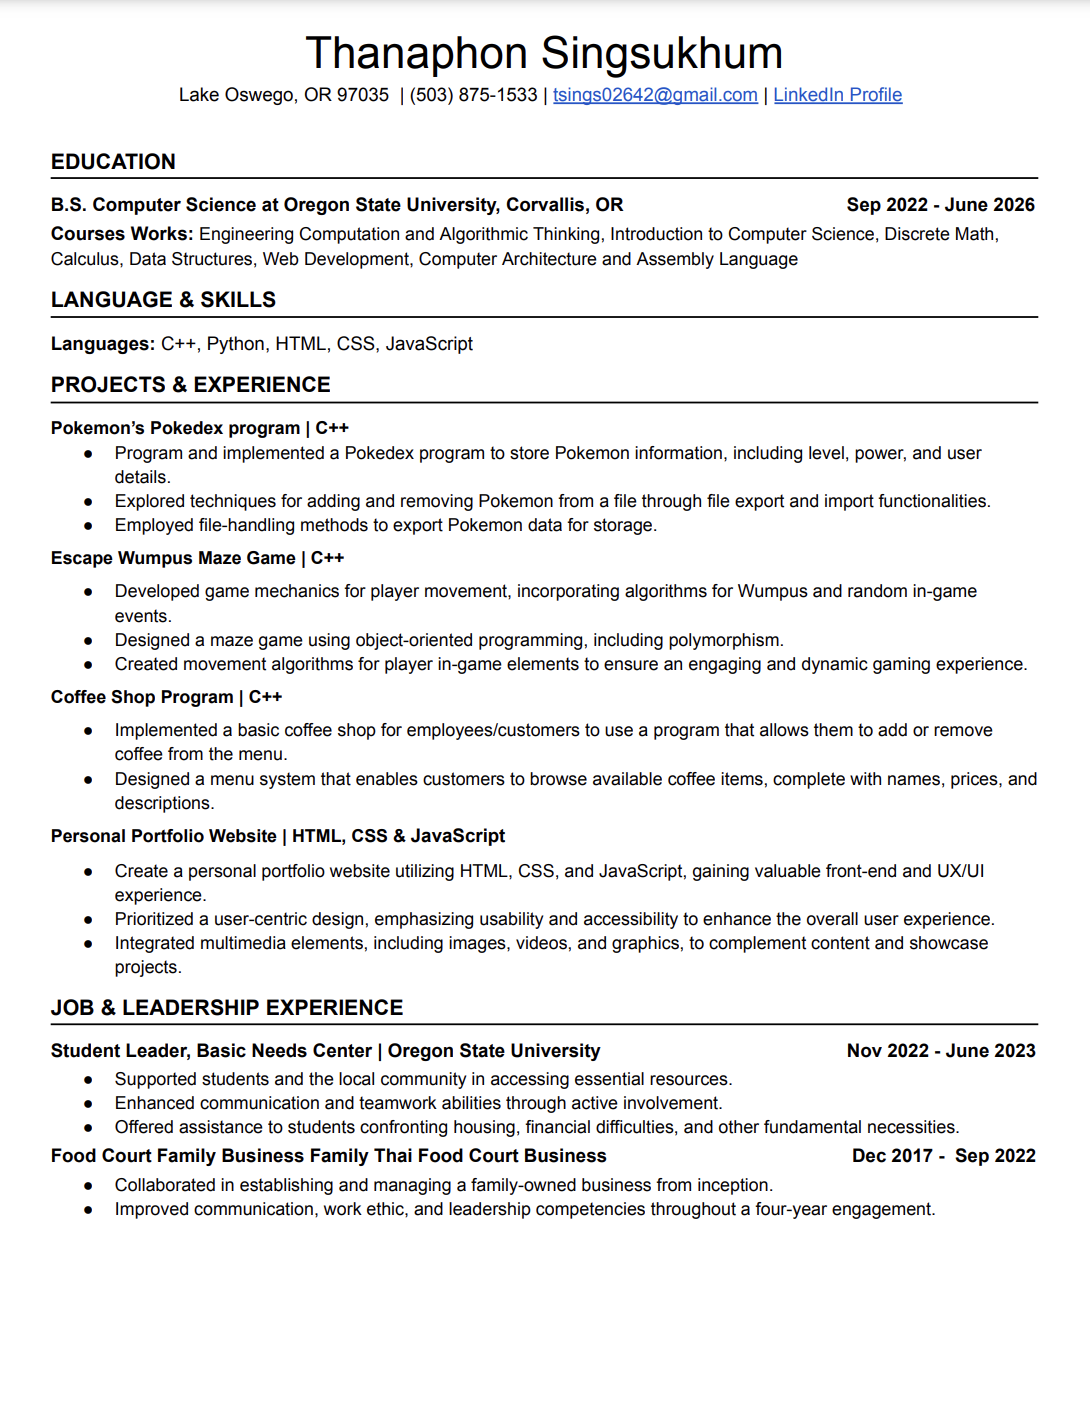 Thanaphon Singsukhum
Lake Oswego, OR 97035 | (503) 875-1533 | tsings02642@gmail.com | LinkedIn Profile
EDUCATION
B.S. Computer Science at Oregon State University, Corvallis, OR Sep 2022 - June 2026
Courses Works: Engineering Computation and Algorithmic Thinking, Introduction to Computer Science, Discrete Math,
Calculus, Data Structures, Web Development, Computer Architecture and Assembly Language
LANGUAGE & SKILLS
Languages: C++, Python, HTML, CSS, JavaScript
PROJECTS & EXPERIENCE
Pokemon’s Pokedex program | C++
● Program and implemented a Pokedex program to store Pokemon information, including level, power, and user
details.
● Explored techniques for adding and removing Pokemon from a file through file export and import functionalities.
● Employed file-handling methods to export Pokemon data for storage.
Escape Wumpus Maze Game | C++
● Developed game mechanics for player movement, incorporating algorithms for Wumpus and random in-game
events.
● Designed a maze game using object-oriented programming, including polymorphism.
● Created movement algorithms for player in-game elements to ensure an engaging and dynamic gaming experience.
Coffee Shop Program | C++
● Implemented a basic coffee shop for employees/customers to use a program that allows them to add or remove
coffee from the menu.
● Designed a menu system that enables customers to browse available coffee items, complete with names, prices, and
descriptions.
Personal Portfolio Website | HTML, CSS & JavaScript
● Create a personal portfolio website utilizing HTML, CSS, and JavaScript, gaining valuable front-end and UX/UI
experience.
● Prioritized a user-centric design, emphasizing usability and accessibility to enhance the overall user experience.
● Integrated multimedia elements, including images, videos, and graphics, to complement content and showcase
projects.
JOB & LEADERSHIP EXPERIENCE
Student Leader, Basic Needs Center | Oregon State University Nov 2022 - June 2023
● Supported students and the local community in accessing essential resources.
● Enhanced communication and teamwork abilities through active involvement.
● Offered assistance to students confronting housing, financial difficulties, and other fundamental necessities.
Food Court Family Business Family Thai Food Court Business Dec 2017 - Sep 2022
● Collaborated in establishing and managing a family-owned business from inception.
● Improved communication, work ethic, and leadership competencies throughout a four-year engagement.